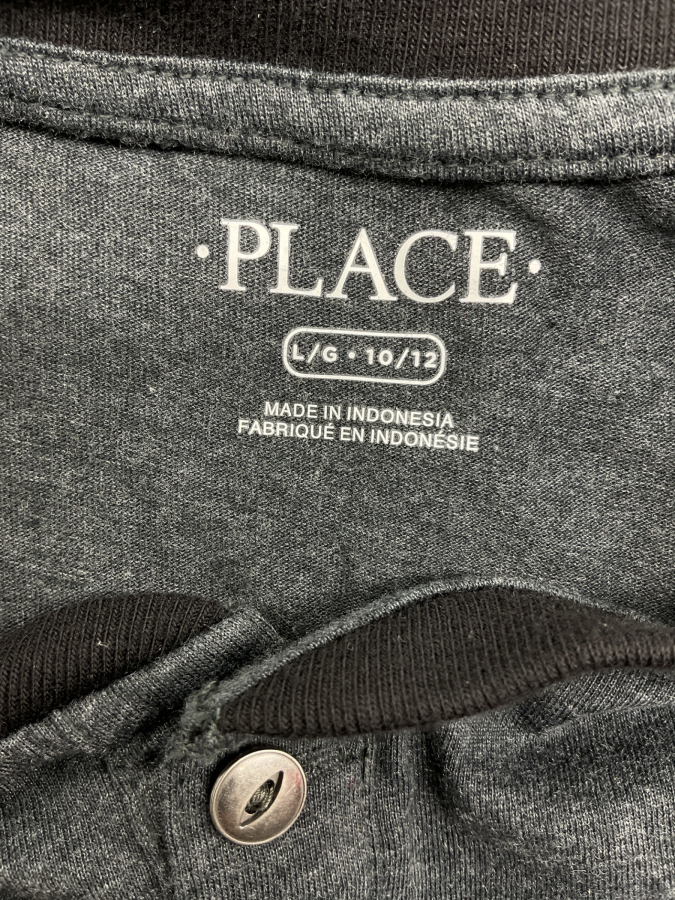 ·PLACE·
L/G · 10/12
MADE IN INDONESIA
FABRIQUÉ EN INDONÉSIE